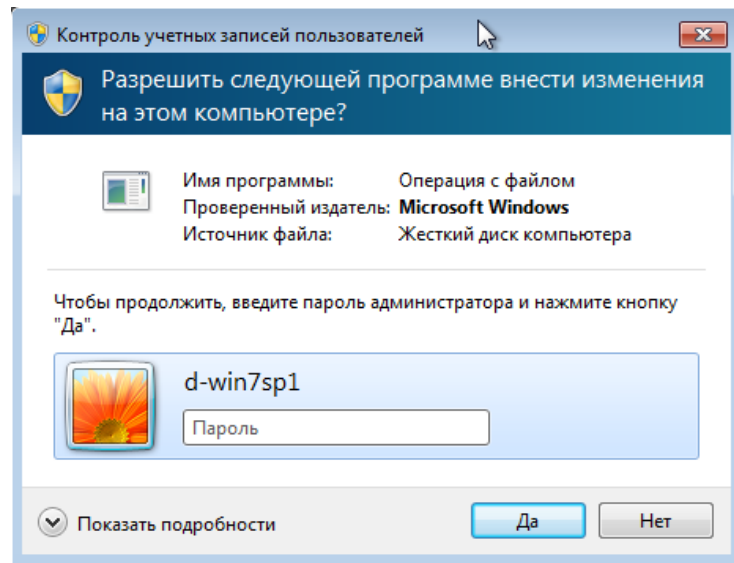 Контроль учетных записей пользователей
Разрешить следующей программе внести изменения
на этом компьютере?
Имя программы: Операция с файлом
Проверенный издатель: Microsoft Windows
Источник файла: Жесткий диск компьютера
Чтобы продолжить, введите пароль администратора и нажмите кнопку
"Да".
d-win7sp1
Пароль
Показать подробности
Да
Нет